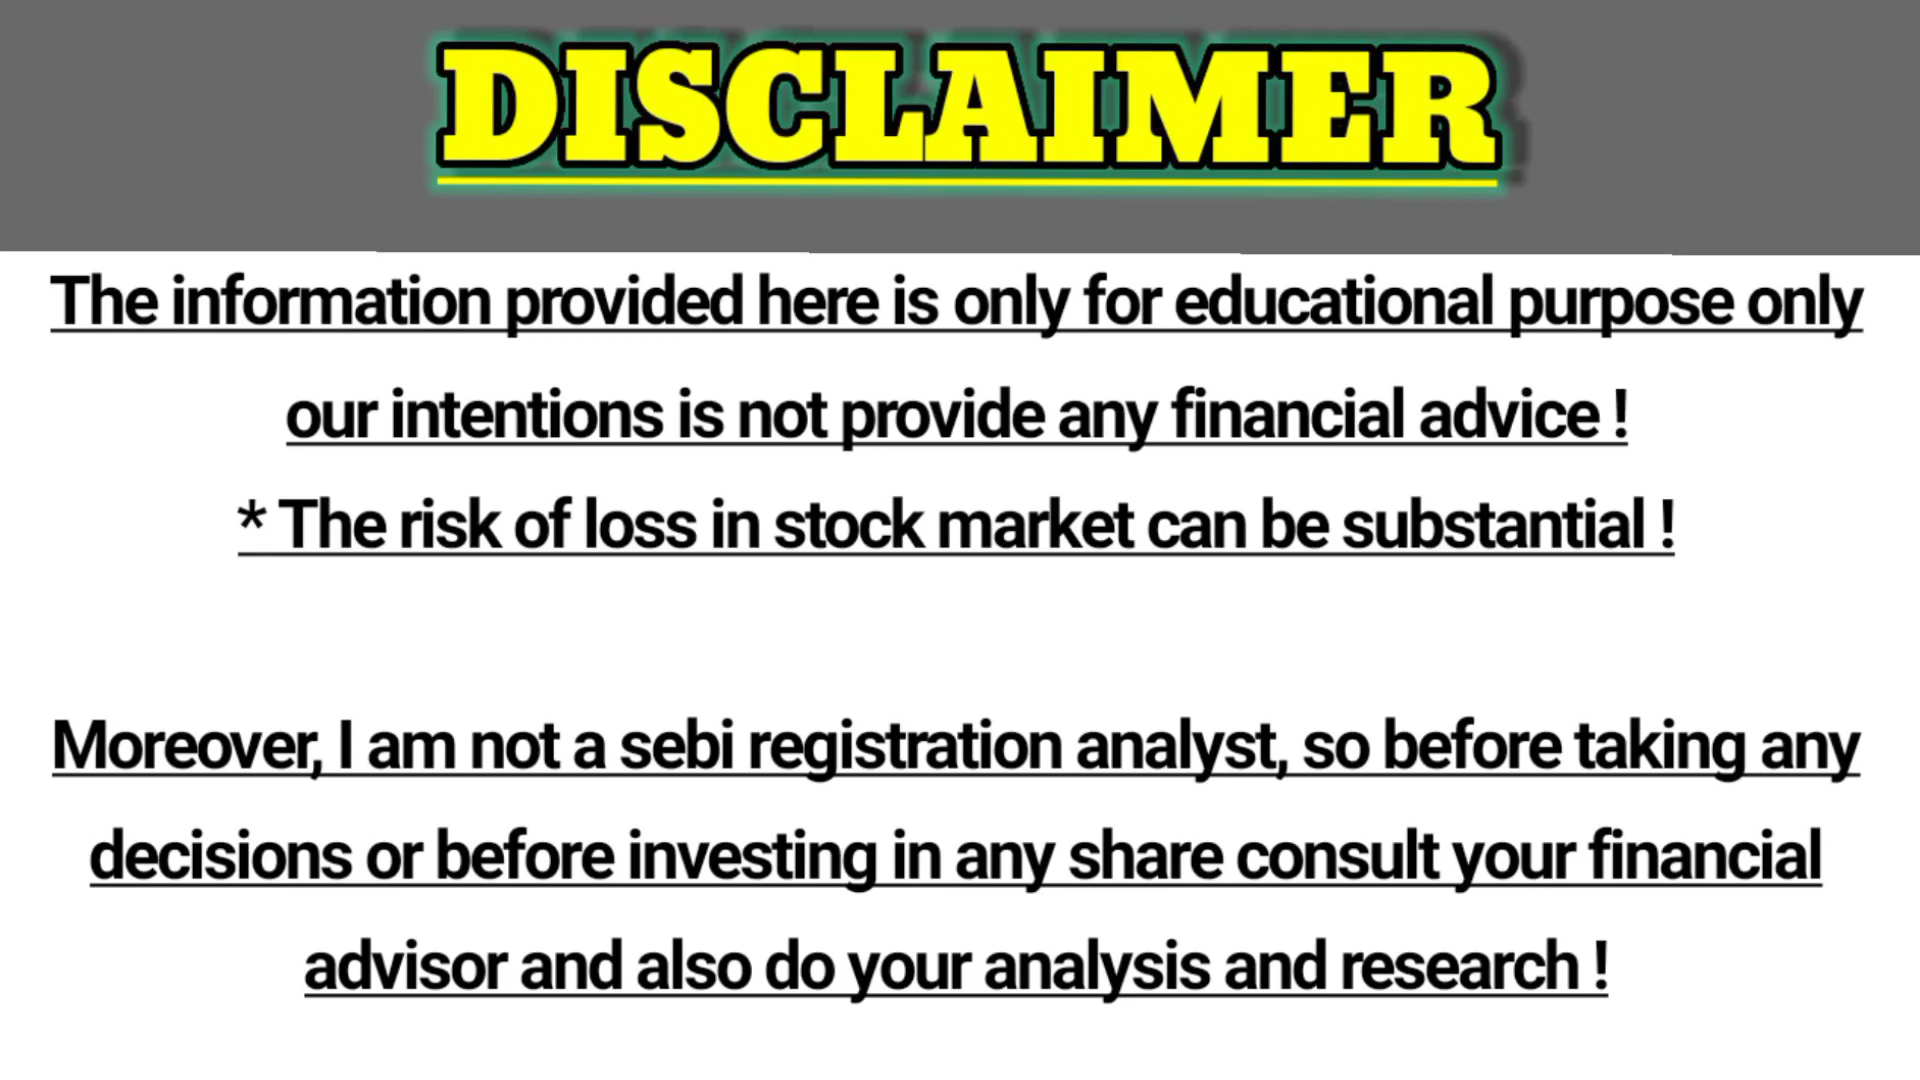 DISCLAIMER
The information provided here is only for educational purpose only
our intentions is not provide any financial advice !
* The risk of loss in stock market can be substantial !
Moreover, I am not a sebi registration analyst, so before taking any
decisions or before investing in any share consult your financial
advisor and also do your analysis and research !